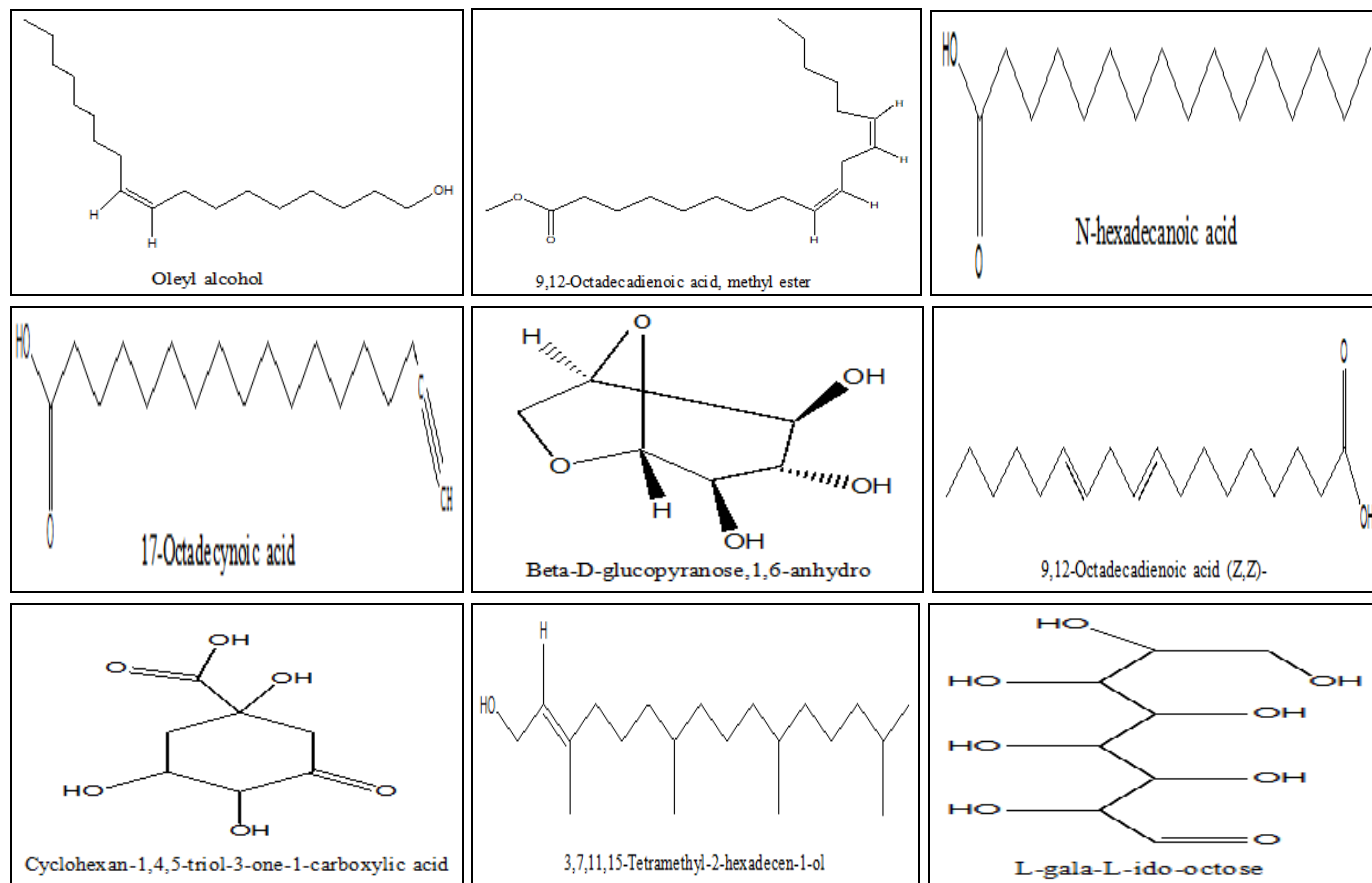 H
H
OH
Oleyl alcohol
O
O
H
H
H
H
9,12-Octadecadienoic acid, methyl ester
HO
O
N-hexadecanoic acid
HO
O
C
CH
17-Octadecynoic acid
H
O
O
H
OH
OH
OH
Beta-D-glucopyranose,1,6-anhydro
O
OH
9,12-Octadecadienoic acid (Z,Z)-
OH
O
OH
HO
O
OH
Cyclohexan-1,4,5-triol-3-one-1-carboxylic acid
H
HO
3,7,11,15-Tetramethyl-2-hexadecen-1-ol
HO
HO
OH
OH
HO
OH
HO
O
L-gala-L-ido-octose